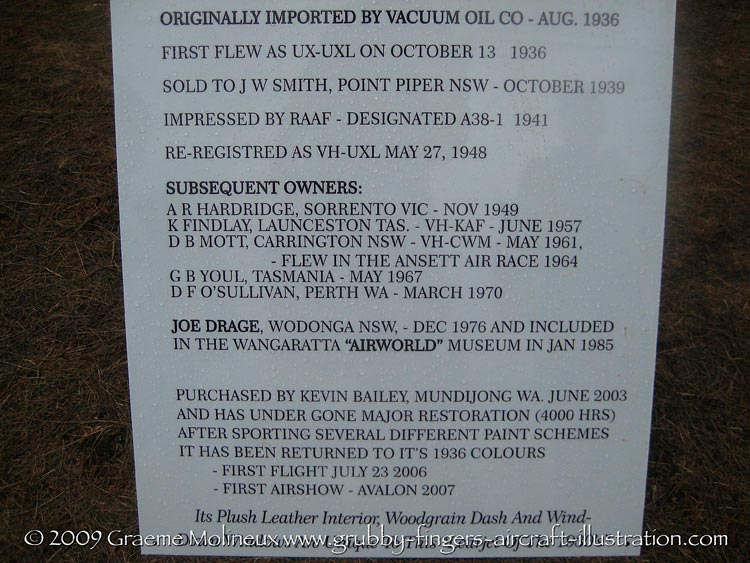 ORIGINALLY IMPORTED BY VACUUM OIL CO - AUG. 1936
FIRST FLEW AS UX-UXL ON OCTOBER 13 1936
SOLD TO J W SMITH, POINT PIPER NSW - OCTOBER 1939
IMPRESSED BY RAAF - DESIGNATED A38-1 1941
RE-REGISTRED AS VH-UXL MAY 27, 1948
SUBSEQUENT OWNERS:
A R HARDRIDGE, SORRENTO VIC - NOV 1949
K FINDLAY, LAUNCESTON TAS. - VH-KAF - JUNE 1957
D B MOTT, CARRINGTON NSW - VH-CWM - MAY 1961,
- FLEW IN THE ANSETT AIR RACE 1964
G B YOUL, TASMANIA - MAY 1967
D F O'SULLIVAN, PERTH WA - MARCH 1970
JOE DRAGE, WODONGA NSW, - DEC 1976 AND INCLUDED
IN THE WANGARATTA "AIRWORLD" MUSEUM IN JAN 1985
PURCHASED BY KEVIN BAILEY, MUNDIJONG WA. JUNE 2003
AND HAS UNDER GONE MAJOR RESTORATION (4000 HRS)
AFTER SPORTING SEVERAL DIFFERENT PAINT SCHEMES
IT HAS BEEN RETURNED TO IT'S 1936 COLOURS
- FIRST FLIGHT JULY 23 2006
- FIRST AIRSHOW - AVALON 2007
Its Plush Leather Interior, Woodgrain Dash And Wind-
© 2009 Graeme Molineux www.grubby-fingers-aircraft-illustration.com